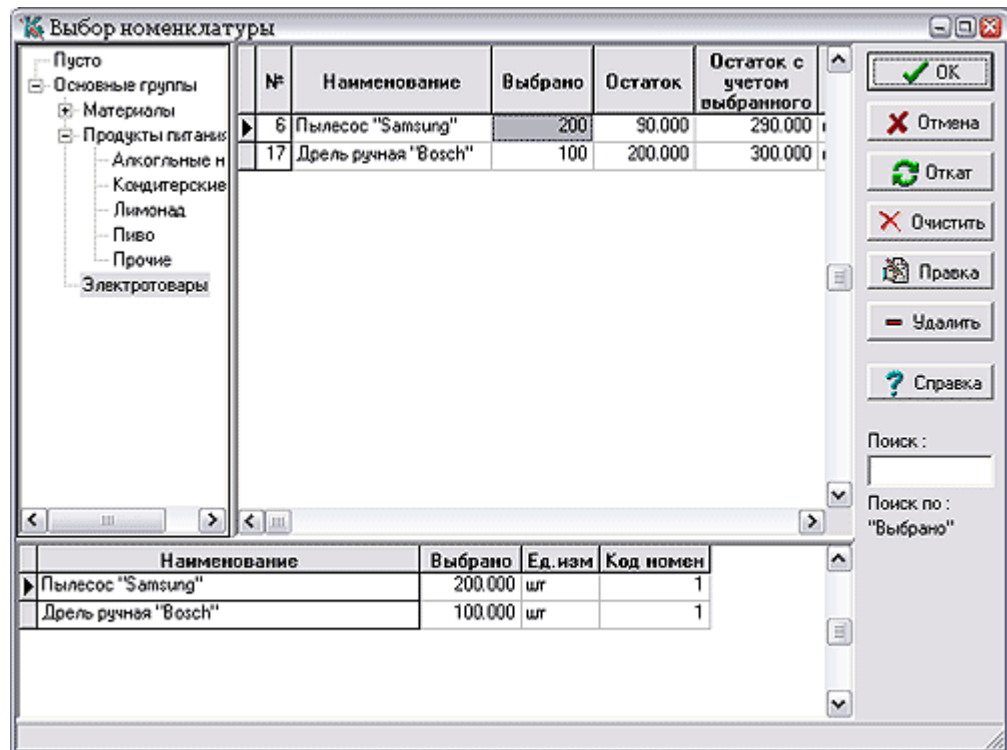 Выбор номенклатуры
Пусто
Основные группы
Материалы
Продукты питания
Алкогльные н
Кондитерские
Лимонад
Пиво
Прочие
Электротовары
№ Наименование Выбрано Остаток Остаток с учетом выбранного
6 Пылесос "Samsung" 200 90.000 290.000
17 Дрель ручная "Bosch" 100 200.000 300.000
OK
Отмена
Откат
Очистить
Правка
Удалить
Справка
Поиск :
Поиск по :
"Выбрано"
Наименование Выбрано Ед.изм Код номен
Пылесос "Samsung" 200.000 шт 1
Дрель ручная "Bosch" 100.000 шт 1